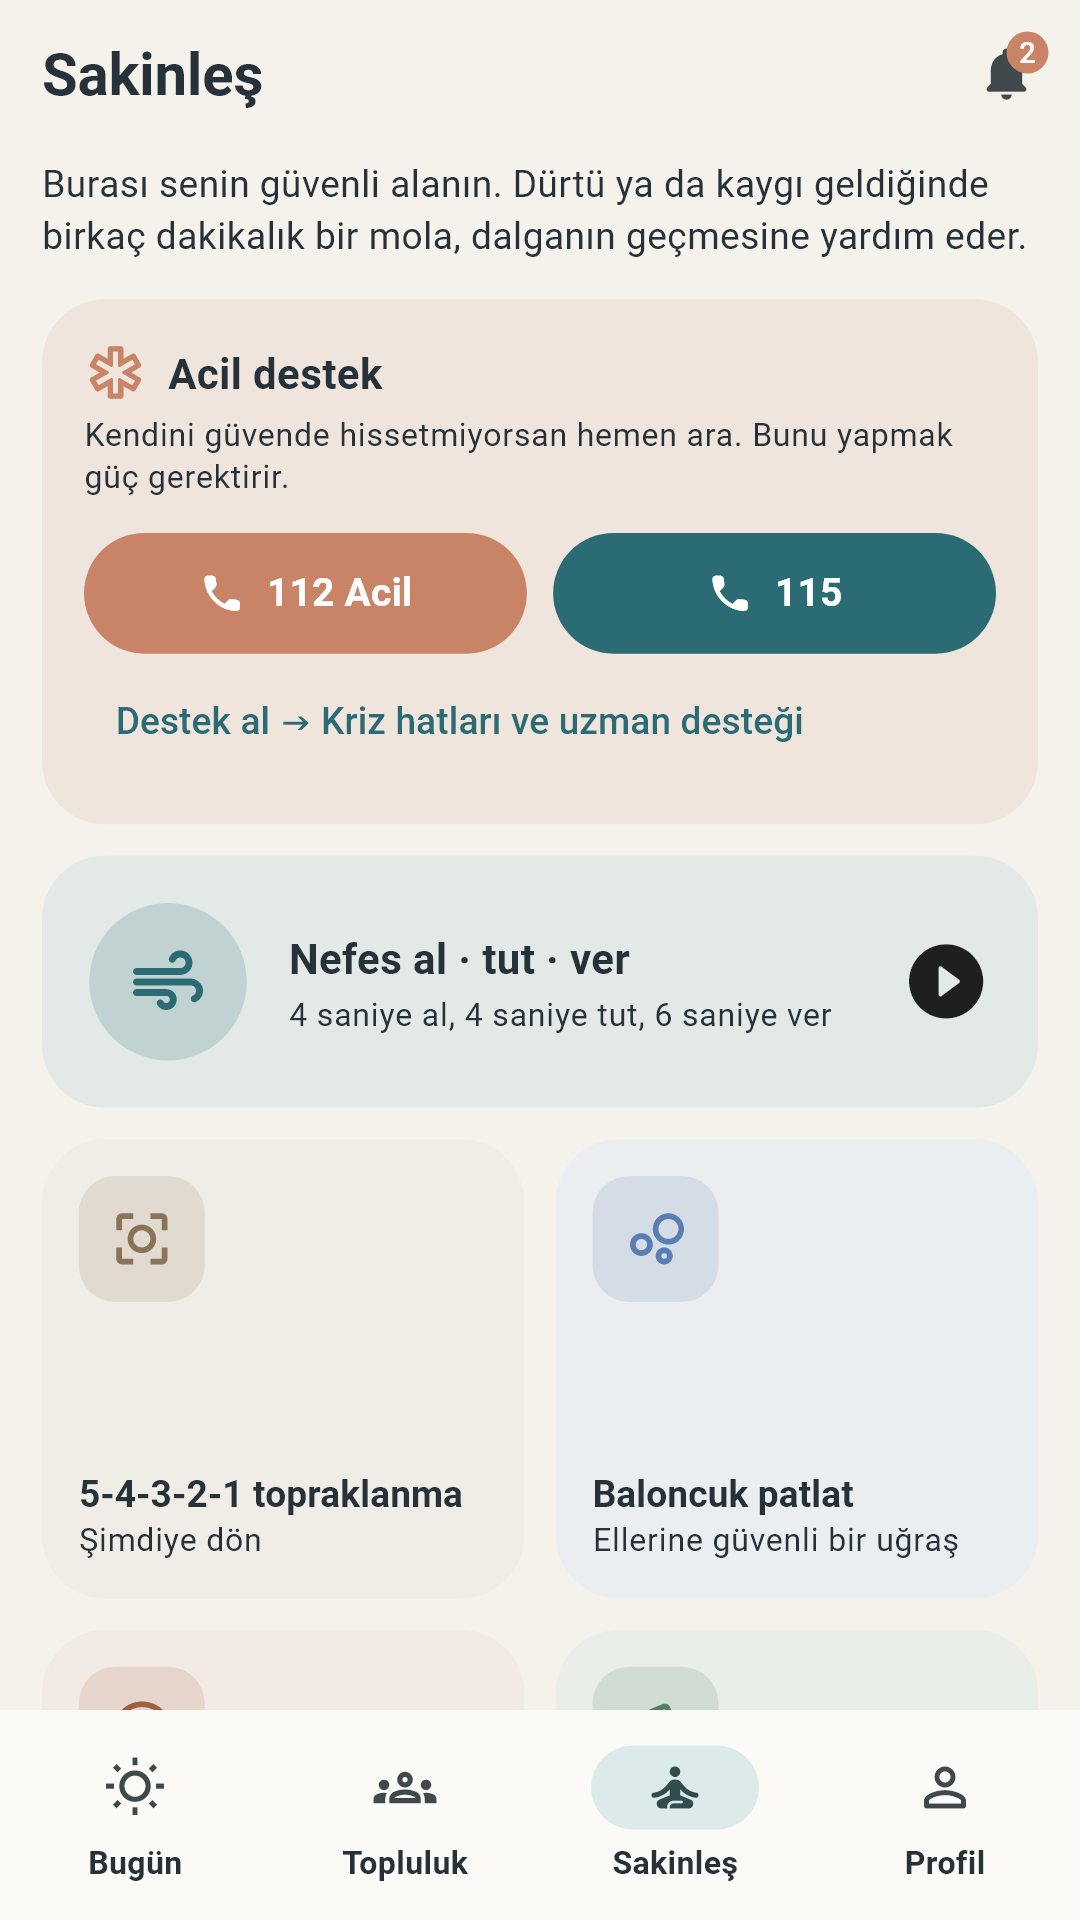 Sakinleş
2
Burası senin güvenli alanın. Dürtü ya da kaygı geldiğinde
birkaç dakikalık bir mola, dalganın geçmesine yardım eder.
Acil destek
Kendini güvende hissetmiyorsan hemen ara. Bunu yapmak
güç gerektirir.
112 Acil
115
Destek al → Kriz hatları ve uzman desteği
Nefes al · tut · ver
4 saniye al, 4 saniye tut, 6 saniye ver
5-4-3-2-1 topraklanma
Şimdiye dön
Baloncuk patlat
Ellerine güvenli bir uğraş
Bugün
Topluluk
Sakinleş
Profil